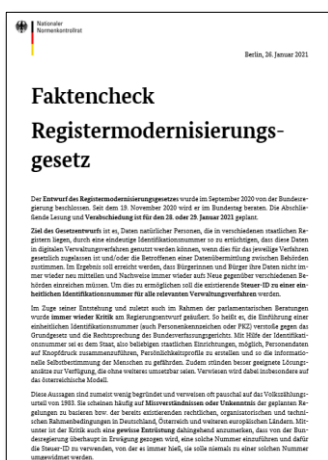 Nationaler
Normenkontrollrat
Berlin, 26. Januar 2021
Faktencheck
Registermodernisierungs-
gesetz
Der Entwurf des Registermodernisierungsgesetzes wurde im September 2020 von der Bundesre-
gierung beschlossen. Seit dem 19. November 2020 wird er im Bundestag beraten. Die Abschlie-
ßende Lesung und Verabschiedung ist für den 28. oder 29. Januar 2021 geplant.
Ziel des Gesetzentwurfs ist es, Daten natürlicher Personen, die in verschiedenen staatlichen Re-
gistern liegen, durch eine eindeutige Identifikationsnummer so zu ertüchtigen, dass diese Daten
in digitalen Verwaltungsverfahren genutzt werden können, wenn dies für das jeweilige Verfahren
gesetzlich zugelassen ist und/oder die Betroffenen einer Datenübermittlung zwischen Behörden
zustimmen. Im Ergebnis soll erreicht werden, dass Bürgerinnen und Bürger ihre Daten nicht im-
mer wieder neu mitteilen und Nachweise immer wieder aufs Neue gegenüber verschiedenen Be-
hörden einreichen müssen. Um dies zu ermöglichen soll die existierende Steuer-ID zu einer ein-
heitlichen Identifikationsnummer für alle relevanten Verwaltungsverfahren werden.
Im Zuge seiner Entstehung und zuletzt auch im Rahmen der parlamentarischen Beratungen
wurde immer wieder Kritik am Regierungsentwurf geäußert. So heißt es, die Einführung einer
einheitlichen Identifikationsnummer (auch Personenkennzeichen oder PKZ) verstoße gegen das
Grundgesetz und die Rechtsprechung des Bundesverfassungsgerichts. Mit Hilfe der Identifikati-
onsnummer sei es dem Staat, also beliebigen staatlichen Einrichtungen, möglich, Personendaten
auf Knopfdruck zusammenzuführen, Persönlichkeitsprofile zu erstellen und so die informatio-
nelle Selbstbestimmung der Menschen zu gefährden. Zudem stünden besser geeignete Lösungs-
ansätze zur Verfügung, die ohne weiteres umsetzbar seien. Verwiesen wird dabei insbesondere auf
das österreichische Modell.
Diese Aussagen sind zumeist wenig begründet und verweisen oft pauschal auf das Volkszählungs-
urteil von 1983. Sie scheinen häufig auf Missverständnissen oder Unkenntnis der geplanten Re-
gelungen zu basieren bzw. der bereits existierenden rechtlichen, organisatorischen und techni-
schen Rahmenbedingungen in Deutschland, Österreich und weiteren europäischen Ländern. Mit-
unter ist der Kritik auch eine gewisse Entrüstung dahingehend anzumerken, dass von der Bun-
desregierung überhaupt in Erwägung gezogen wird, eine solche Nummer einzuführen und dafür
die Steuer-ID zu verwenden, von der es immer hieß, sie solle niemals zu einer solchen Nummer
umgewidmet werden.